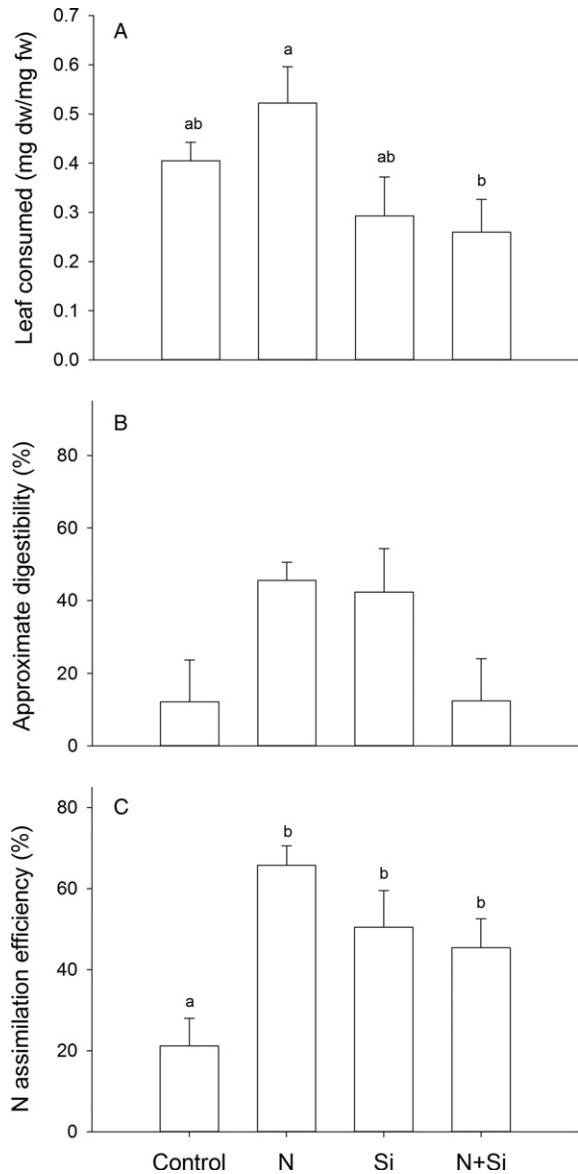 A
Leaf consumed (mg dw/mg fw)
0.7
0.6
0.5
0.4
0.3
0.2
0.1
0.0
ab
a
ab
b
B
Approximate digestibility (%)
80
60
40
20
0
C
N assimilation efficiency (%)
80
60
40
20
0
a
b
b
b
Control N Si N+Si